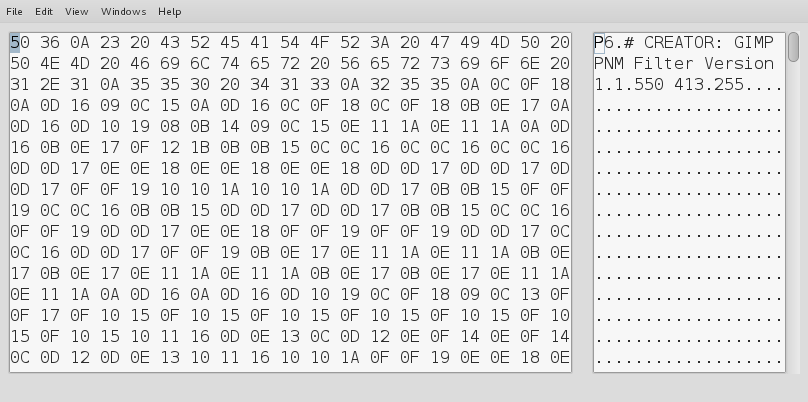 File Edit View Windows Help
50 36 0A 23 20 43 52 45 41 54 4F 52 3A 20 47 49 4D 50 20 P6.# CREATOR: GIMP
50 4E 4D 20 46 69 6C 74 65 72 20 56 65 72 73 69 6F 6E 20 PNM Filter Version
31 2E 31 0A 35 35 30 20 34 31 33 0A 32 35 35 0A 0C 0F 18 1.1.550 413.255....
0A 0D 16 09 0C 15 0A 0D 16 0C 0F 18 0C 0F 18 0B 0E 17 0A ...................
0D 16 0D 10 19 08 0B 14 09 0C 15 0E 11 1A 0E 11 1A 0A 0D ...................
16 0B 0E 17 0F 12 1B 0B 0B 15 0C 0C 16 0C 0C 16 0C 0C 16 ...................
0D 0D 17 0E 0E 18 0E 0E 18 0E 0E 18 0D 0D 17 0D 0D 17 0D ...................
0D 17 0F 0F 19 10 10 1A 10 10 1A 0D 0D 17 0B 0B 15 0F 0F ...................
19 0C 0C 16 0B 0B 15 0D 0D 17 0D 0D 17 0B 0B 15 0C 0C 16 ...................
0F 0F 19 0D 0D 17 0E 0E 18 0F 0F 19 0F 0F 19 0D 0D 17 0C ...................
0C 16 0D 0D 17 0F 0F 19 0B 0E 17 0E 11 1A 0E 11 1A 0B 0E ...................
17 0B 0E 17 0E 11 1A 0E 11 1A 0B 0E 17 0B 0E 17 0E 11 1A ...................
0E 11 1A 0A 0D 16 0A 0D 16 0D 10 19 0C 0F 18 09 0C 13 0F ...................
0F 17 0F 10 15 0F 10 15 0F 10 15 0F 10 15 0F 10 15 0F 10 ...................
15 0F 10 15 10 11 16 0D 0E 13 0C 0D 12 0E 0F 14 0E 0F 14 ...................
0C 0D 12 0D 0E 13 10 11 16 10 10 1A 0F 0F 19 0E 0E 18 0E ...................